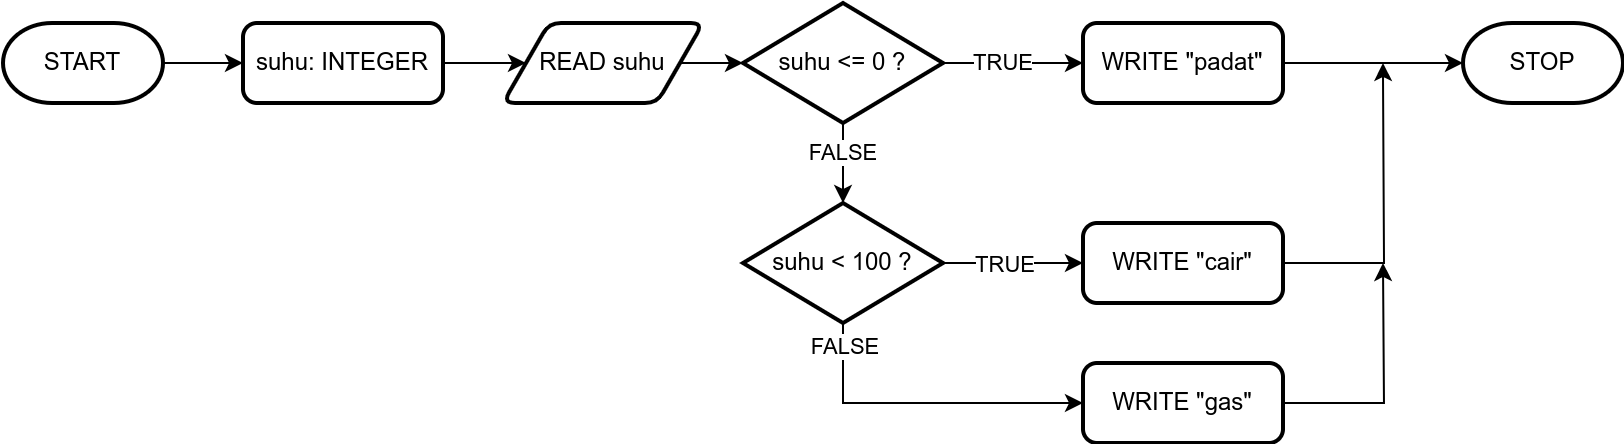 START
suhu: INTEGER
READ suhu
suhu <= 0 ?
TRUE
WRITE "padat"
STOP
FALSE
suhu < 100 ?
TRUE
WRITE "cair"
FALSE
WRITE "gas"